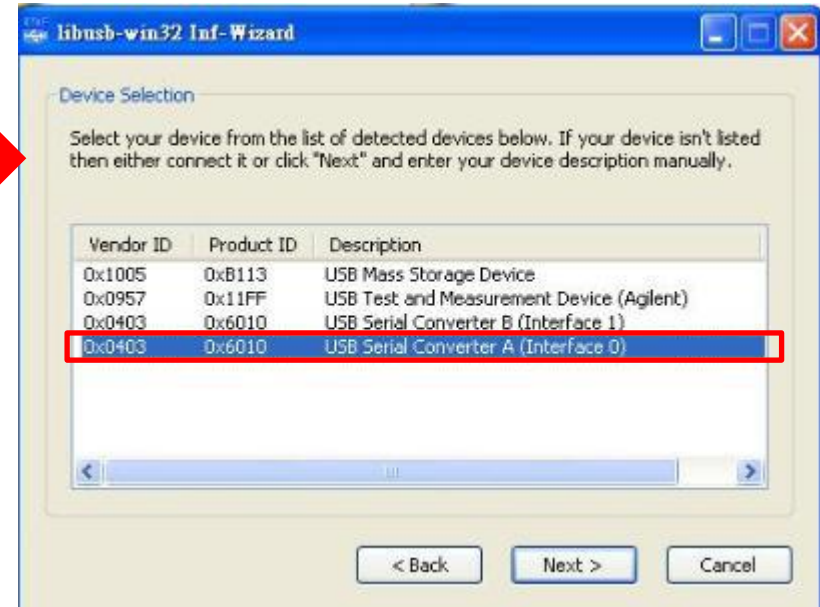 libusb-win32 Inf-Wizard
Device Selection
Select your device from the list of detected devices below. If your device isn't listed
then either connect it or click "Next" and enter your device description manually.
Vendor ID Product ID Description
0x1005 0xB113 USB Mass Storage Device
0x0957 0x11FF USB Test and Measurement Device (Agilent)
0x0403 0x6010 USB Serial Converter B (Interface 1)
0x0403 0x6010 USB Serial Converter A (Interface 0)
< Back Next > Cancel